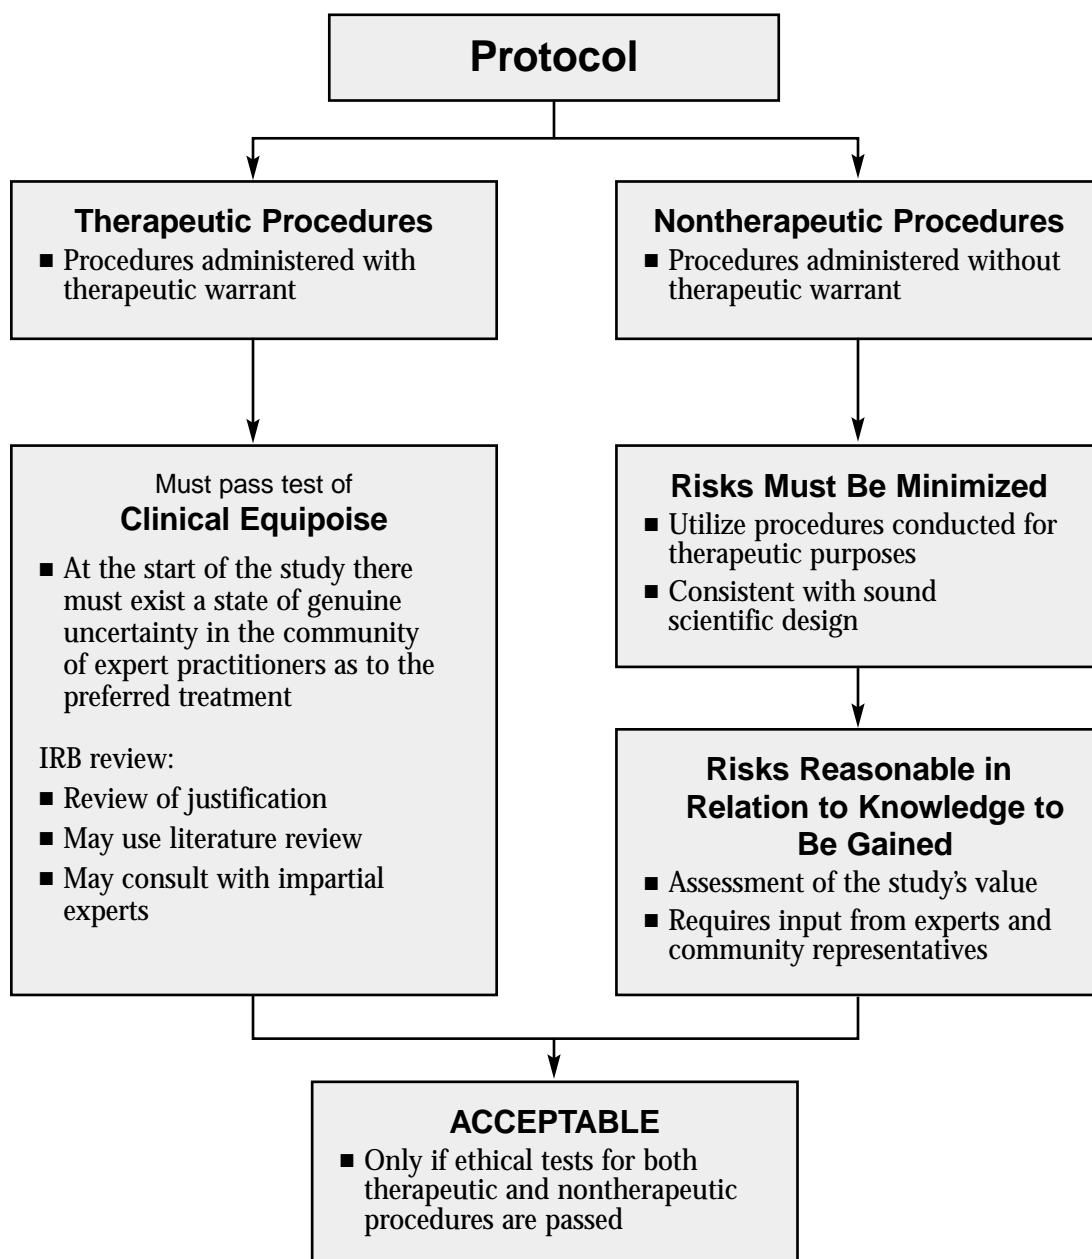 Protocol
Therapeutic Procedures
■ Procedures administered with
therapeutic warrant
Nontherapeutic Procedures
■ Procedures administered without
therapeutic warrant
Must pass test of
Clinical Equipoise
■ At the start of the study there
must exist a state of genuine
uncertainty in the community
of expert practitioners as to the
preferred treatment
IRB review:
■ Review of justification
■ May use literature review
■ May consult with impartial
experts
Risks Must Be Minimized
■ Utilize procedures conducted for
therapeutic purposes
■ Consistent with sound
scientific design
Risks Reasonable in
Relation to Knowledge to
Be Gained
■ Assessment of the study's value
■ Requires input from experts and
community representatives
ACCEPTABLE
■ Only if ethical tests for both
therapeutic and nontherapeutic
procedures are passed